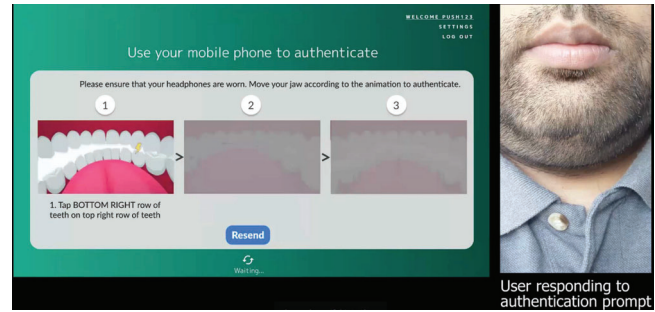 WELCOME PUSH123
SETTINGS
LOG OUT
Use your mobile phone to authenticate
Please ensure that your headphones are worn. Move your jaw according to the animation to authenticate.
1
2
3
>
>
1. Tap BOTTOM RIGHT row of
teeth on top right row of teeth
Resend
Waiting...
User responding to
authentication prompt